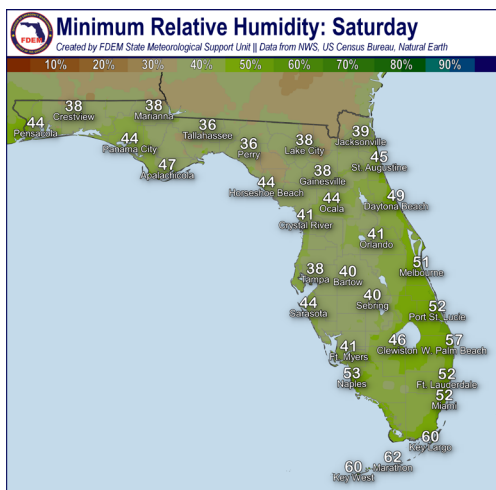 Minimum Relative Humidity: Saturday
Created by FDEM State Meteorological Support Unit || Data from NWS, US Census Bureau, Natural Earth
FDEM
10% 20% 30% 40% 50% 60% 70% 80% 90%
38
Crestview
38
Marianna
44
Pensacola
36
Tallahassee
44
Panama City
36
Perry
38
Lake City
39
Jacksonville
47
Apalachicola
45
St. Augustine
38
Gainesville
44
Horseshoe Beach
44
Ocala
49
Daytona Beach
41
Crystal River
41
Orlando
51
Melbourne
38
Tampa
40
Bartow
44
Sarasota
40
Sebring
52
Port St. Lucie
41
Ft. Myers
46
Clewiston
57
W. Palm Beach
53
Naples
52
Ft. Lauderdale
52
Miami
60
Key Largo
62
Marathon
60
Key West